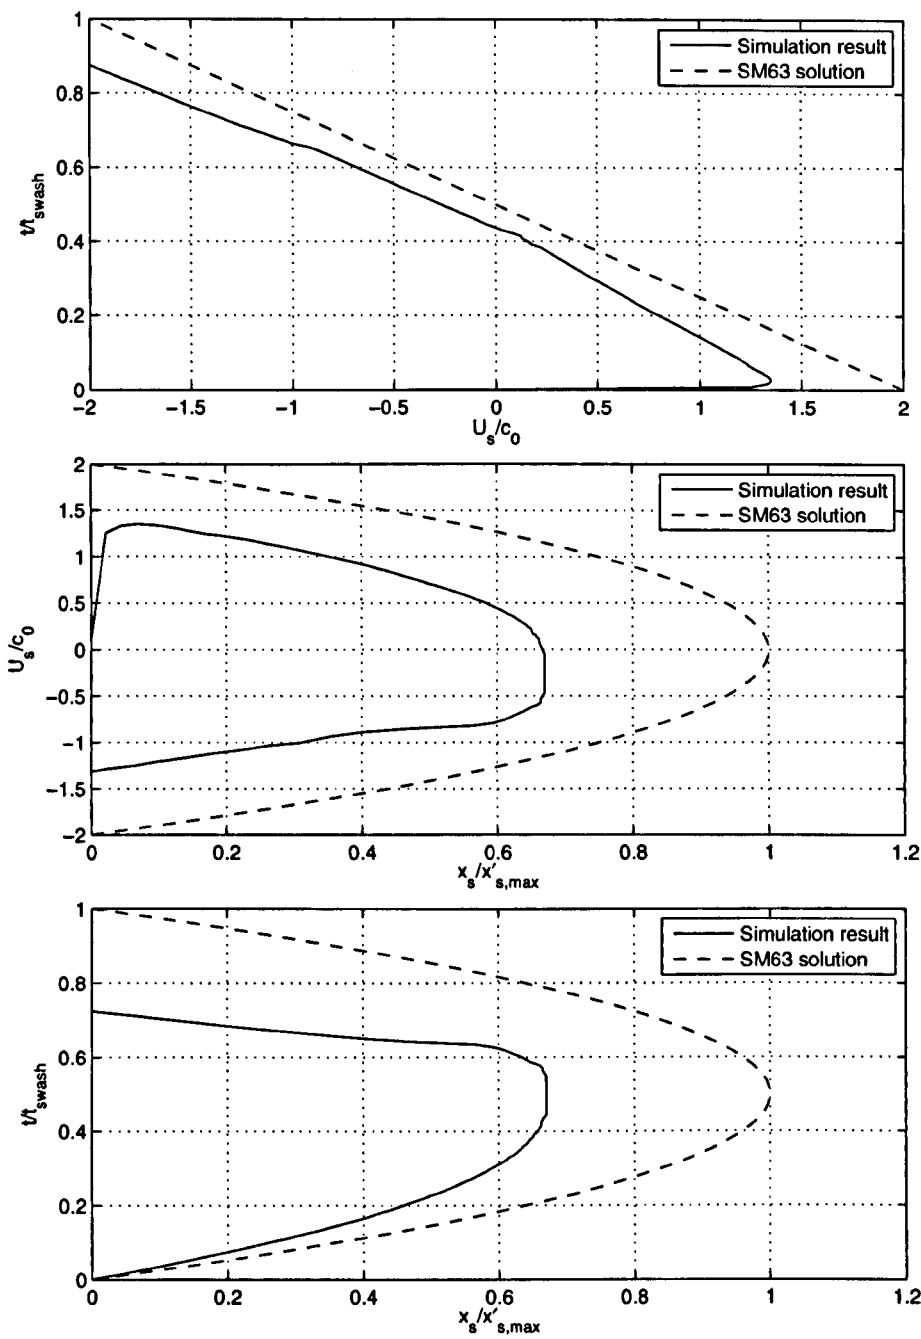 1
0.8
0.6
0.4
0.2
0
t/t_swash
Simulation result
SM63 solution
-2 -1.5 -1 -0.5 0 0.5 1 1.5 2
U_s/c_0
2
1.5
1
0.5
0
-0.5
-1
-1.5
-2
U_s/c_0
Simulation result
SM63 solution
0 0.2 0.4 0.6 0.8 1 1.2
x_s/x'_s,max
1
0.8
0.6
0.4
0.2
0
t/t_swash
Simulation result
SM63 solution
0 0.2 0.4 0.6 0.8 1 1.2
x_s/x'_s,max